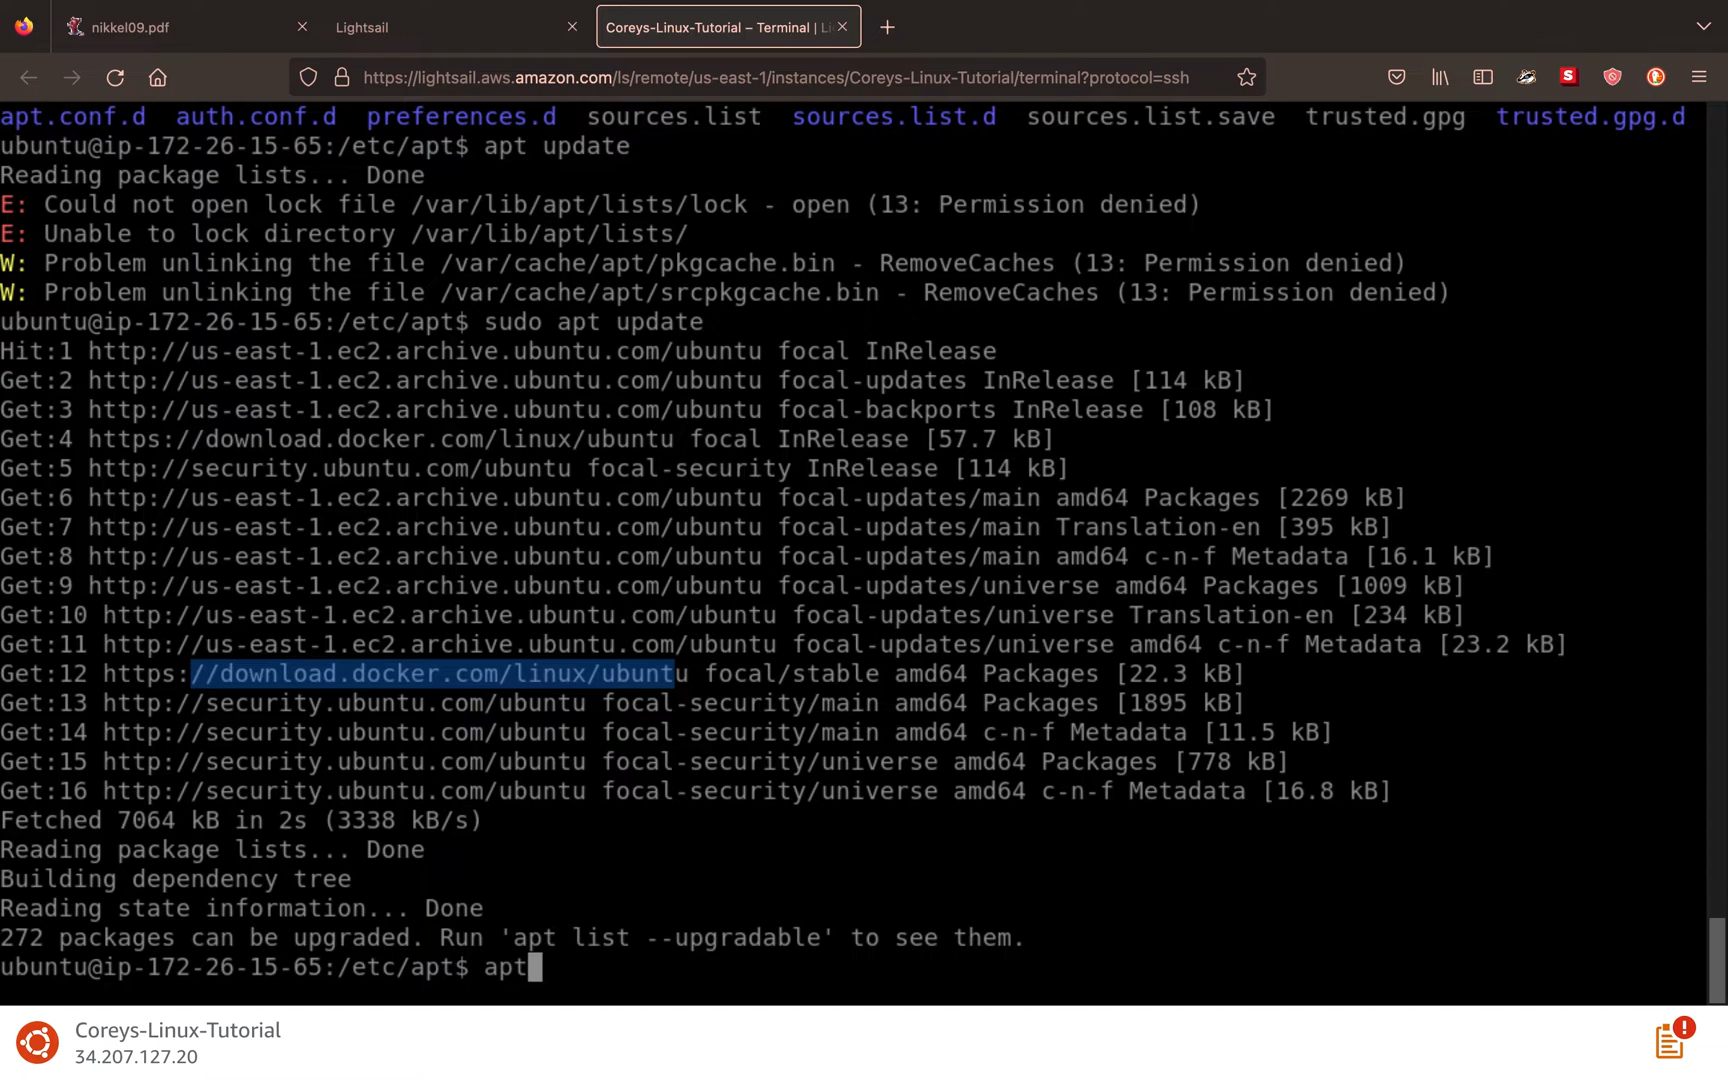 nikkel09.pdf
Lightsail
Coreys-Linux-Tutorial – Terminal | Li
https://lightsail.aws.amazon.com/ls/remote/us-east-1/instances/Coreys-Linux-Tutorial/terminal?protocol=ssh
apt.conf.d auth.conf.d preferences.d sources.list sources.list.d sources.list.save trusted.gpg trusted.gpg.d
ubuntu@ip-172-26-15-65:/etc/apt$ apt update
Reading package lists... Done
E: Could not open lock file /var/lib/apt/lists/lock - open (13: Permission denied)
E: Unable to lock directory /var/lib/apt/lists/
W: Problem unlinking the file /var/cache/apt/pkgcache.bin - RemoveCaches (13: Permission denied)
W: Problem unlinking the file /var/cache/apt/srcpkgcache.bin - RemoveCaches (13: Permission denied)
ubuntu@ip-172-26-15-65:/etc/apt$ sudo apt update
Hit:1 http://us-east-1.ec2.archive.ubuntu.com/ubuntu focal InRelease
Get:2 http://us-east-1.ec2.archive.ubuntu.com/ubuntu focal-updates InRelease [114 kB]
Get:3 http://us-east-1.ec2.archive.ubuntu.com/ubuntu focal-backports InRelease [108 kB]
Get:4 https://download.docker.com/linux/ubuntu focal InRelease [57.7 kB]
Get:5 http://security.ubuntu.com/ubuntu focal-security InRelease [114 kB]
Get:6 http://us-east-1.ec2.archive.ubuntu.com/ubuntu focal-updates/main amd64 Packages [2269 kB]
Get:7 http://us-east-1.ec2.archive.ubuntu.com/ubuntu focal-updates/main Translation-en [395 kB]
Get:8 http://us-east-1.ec2.archive.ubuntu.com/ubuntu focal-updates/main amd64 c-n-f Metadata [16.1 kB]
Get:9 http://us-east-1.ec2.archive.ubuntu.com/ubuntu focal-updates/universe amd64 Packages [1009 kB]
Get:10 http://us-east-1.ec2.archive.ubuntu.com/ubuntu focal-updates/universe Translation-en [234 kB]
Get:11 http://us-east-1.ec2.archive.ubuntu.com/ubuntu focal-updates/universe amd64 c-n-f Metadata [23.2 kB]
Get:12 https://download.docker.com/linux/ubuntu focal/stable amd64 Packages [22.3 kB]
Get:13 http://security.ubuntu.com/ubuntu focal-security/main amd64 Packages [1895 kB]
Get:14 http://security.ubuntu.com/ubuntu focal-security/main amd64 c-n-f Metadata [11.5 kB]
Get:15 http://security.ubuntu.com/ubuntu focal-security/universe amd64 Packages [778 kB]
Get:16 http://security.ubuntu.com/ubuntu focal-security/universe amd64 c-n-f Metadata [16.8 kB]
Fetched 7064 kB in 2s (3338 kB/s)
Reading package lists... Done
Building dependency tree
Reading state information... Done
272 packages can be upgraded. Run 'apt list --upgradable' to see them.
ubuntu@ip-172-26-15-65:/etc/apt$ apt
Coreys-Linux-Tutorial
34.207.127.20